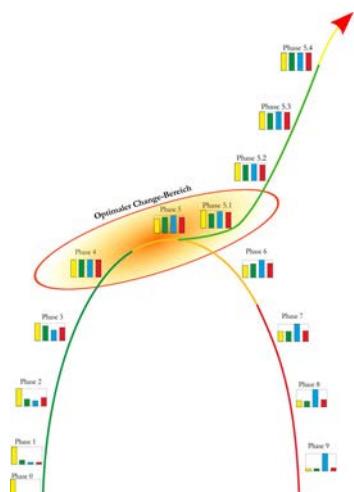 Phase 5.4
Phase 5.3
Phase 5.2
Optimaler Change-Bereich
Phase 5
Phase 5.1
Phase 4
Phase 6
Phase 3
Phase 7
Phase 2
Phase 8
Phase 1
Phase 9
Phase 0